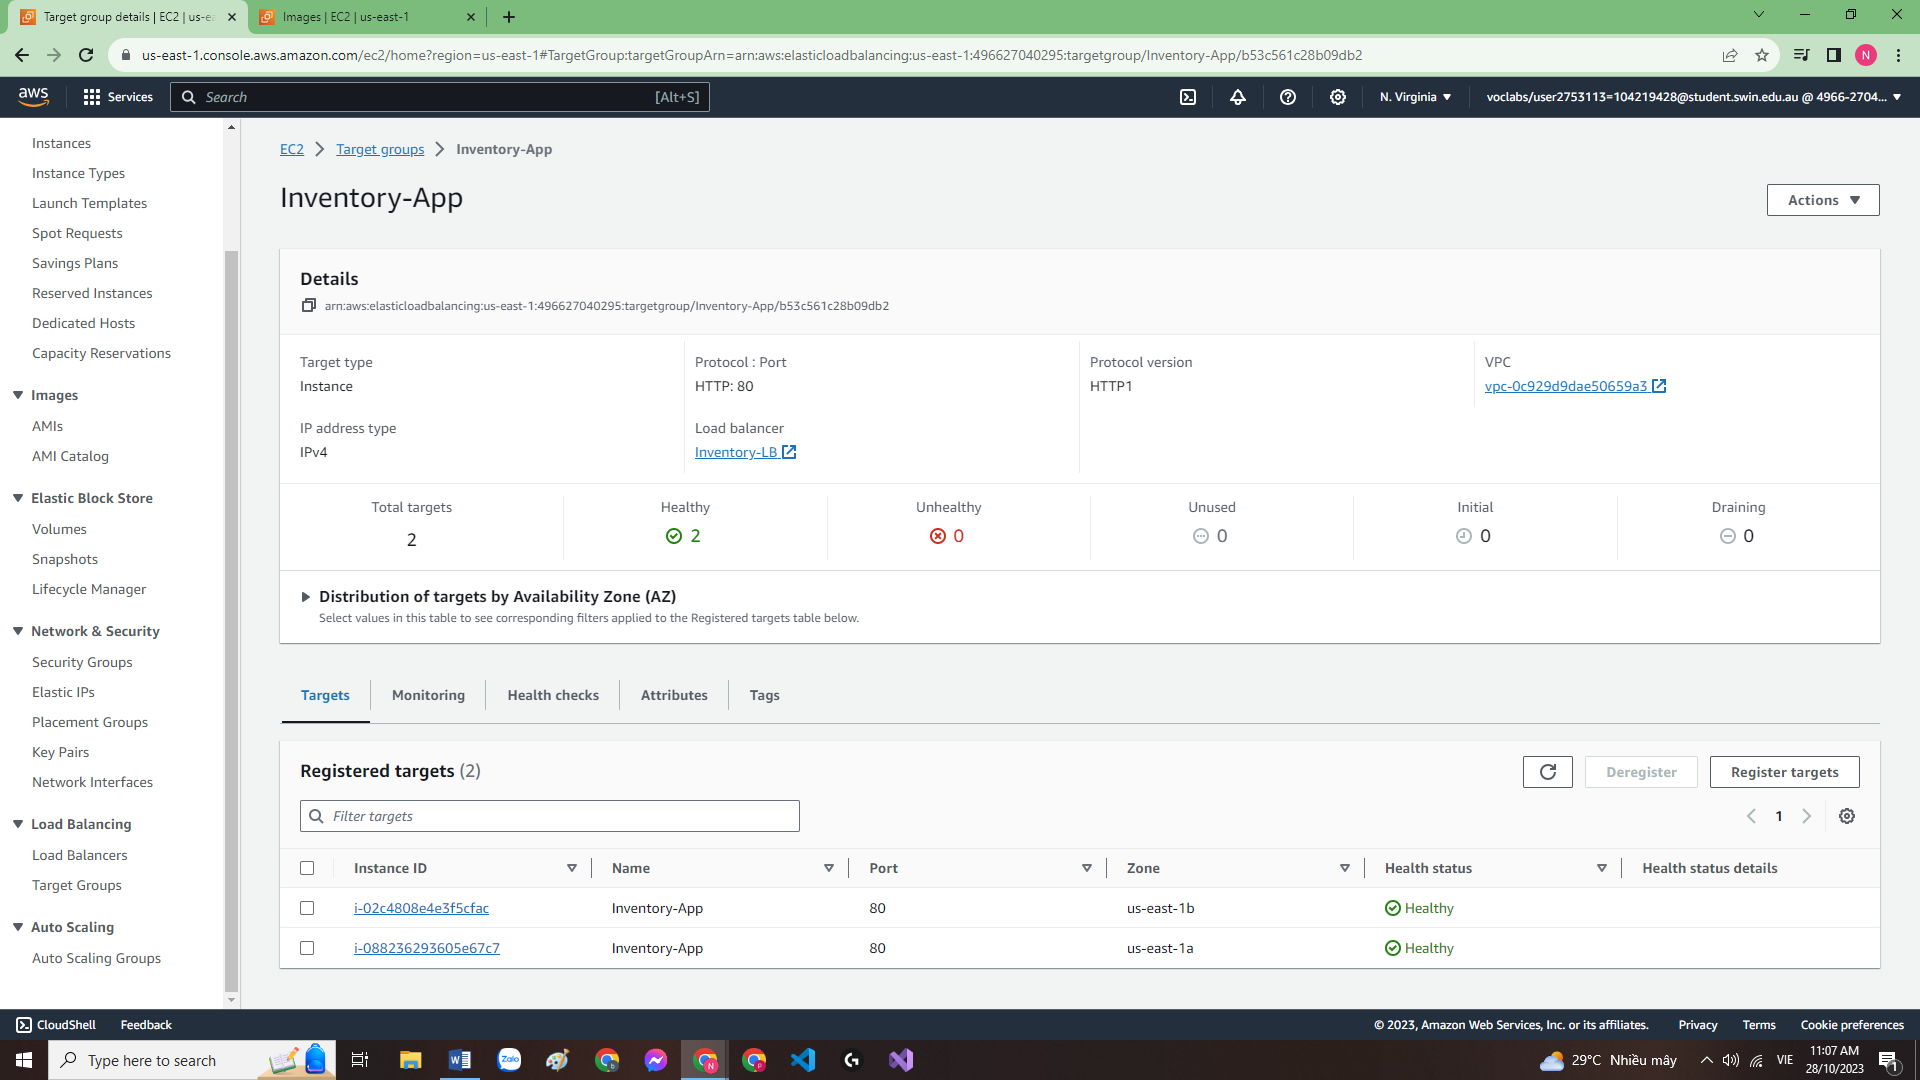 Target group details | EC2 | us-ea
Images | EC2 | us-east-1
us-east-1.console.aws.amazon.com/ec2/home?region=us-east-1#TargetGroup:targetGroupArn=arn:aws:elasticloadbalancing:us-east-1:496627040295:targetgroup/Inventory-App/b53c561c28b09db2
N
aws
Services
Search
[Alt+S]
N. Virginia
voclabs/user2753113=104219428@student.swin.edu.au @ 4966-2704...
Instances
Instance Types
Launch Templates
Spot Requests
Savings Plans
Reserved Instances
Dedicated Hosts
Capacity Reservations
Images
AMIs
AMI Catalog
Elastic Block Store
Volumes
Snapshots
Lifecycle Manager
Network & Security
Security Groups
Elastic IPs
Placement Groups
Key Pairs
Network Interfaces
Load Balancing
Load Balancers
Target Groups
Auto Scaling
Auto Scaling Groups
EC2
Target groups
Inventory-App
Inventory-App
Actions
Details
arn:aws:elasticloadbalancing:us-east-1:496627040295:targetgroup/Inventory-App/b53c561c28b09db2
Target type
Instance
Protocol : Port
HTTP: 80
Protocol version
HTTP1
VPC
vpc-0c929d9dae50659a3
IP address type
IPv4
Load balancer
Inventory-LB
Total targets
2
Healthy
2
Unhealthy
0
Unused
0
Initial
0
Draining
0
Distribution of targets by Availability Zone (AZ)
Select values in this table to see corresponding filters applied to the Registered targets table below.
Targets
Monitoring
Health checks
Attributes
Tags
Registered targets (2)
Deregister
Register targets
Filter targets
1
Instance ID
Name
Port
Zone
Health status
Health status details
i-02c4808e4e3f5cfac
Inventory-App
80
us-east-1b
Healthy
i-088236293605e67c7
Inventory-App
80
us-east-1a
Healthy
CloudShell
Feedback
© 2023, Amazon Web Services, Inc. or its affiliates.
Privacy
Terms
Cookie preferences
Type here to search
Zalo
29°C
Nhiều mây
VIE
11:07 AM
28/10/2023
1